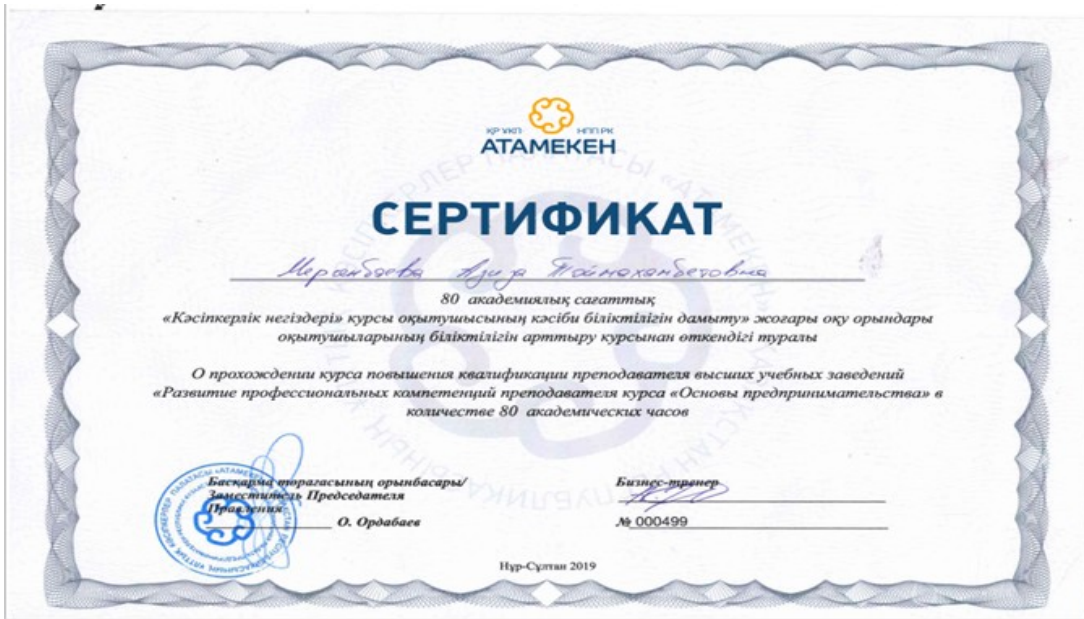 ҚР ҰКП НПП РК
АТАМЕКЕН
СЕРТИФИКАТ
Азиза
80 академиялық сағаттық
«Кәсіпкерлік негіздері» курсы оқытушысының кәсіби біліктілігін дамыту» жоғары оқу орындары
оқытушыларының біліктілігін арттыру курсынан өткендігі туралы
О прохождении курса повышения квалификации преподавателя высших учебных заведений
«Развитие профессиональных компетенций преподавателя курса «Основы предпринимательства» в
количестве 80 академических часов
Басқарма төрағасының орынбасары/
Заместитель Председателя
Правления
О. Ордабаев
Бизнес-тренер
№ 000499
Нұр-Сұлтан 2019